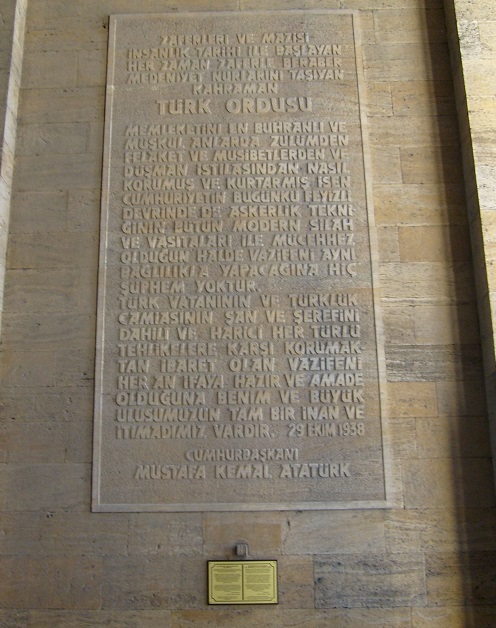 ZAFERLERİ VE MAZİSİ
İNSANLIK TARİHİ İLE BAŞLAYAN
HER ZAMAN ZAFERLE BERABER
MEDENİYET NURLARINI TAŞIYAN
KAHRAMAN
TÜRK ORDUSU
MEMLEKETİNİ EN BUHRANLI VE
MÜŞKÜL ANLARDA ZULÜMDEN
FELAKET VE MUSİBETLERDEN VE
DÜŞMAN İSTİLASINDAN NASIL
KORUMUŞ VE KURTARMIŞ İSEN
CUMHURİYETİN BUGÜNKÜ FEYİZLİ
DEVRİNDE DE ASKERLİK TEKNİ-
ĞİNİN BÜTÜN MODERN SİLAH
VE VASITALARI İLE MÜCEHHEZ
OLDUĞUN HALDE VAZİFENİ AYNI
BAĞLILIKLA YAPACAĞINA HİÇ
ŞÜPHEM YOKTUR.
TÜRK VATANININ VE TÜRKLÜK
CAMİASININ ŞAN VE ŞEREFİNİ
DAHİLİ VE HARİCİ HER TÜRLÜ
TEHLİKELERE KARŞI KORUMAK-
TAN İBARET OLAN VAZİFENİ
HER AN İFAYA HAZIR VE AMADE
OLDUĞUNA BENİM VE BÜYÜK
ULUSUMUZUN TAM BİR İNAN VE
İTİMADIMIZ VARDIR. 29 EKİM 1938
CUMHURBAŞKANI
MUSTAFA KEMAL ATATÜRK